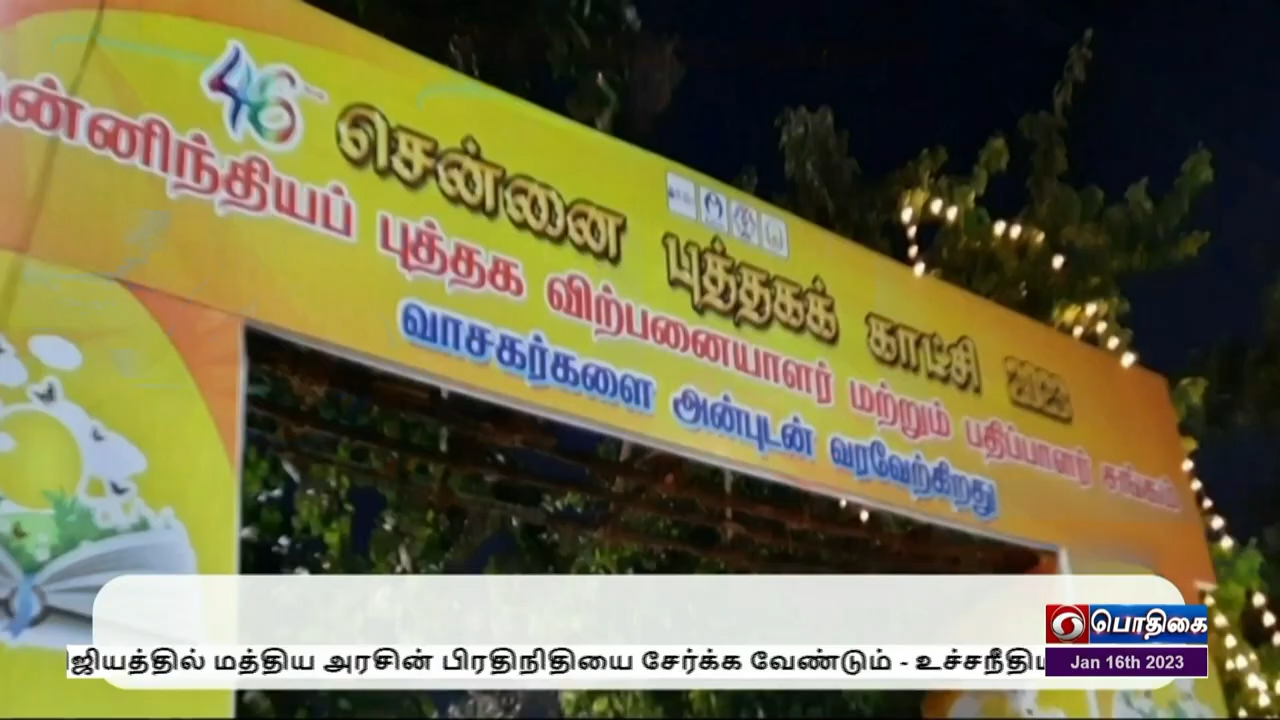 46 சென்னை புத்தகக் காட்சி 2023
தென்னிந்தியப் புத்தக விற்பனையாளர் மற்றும் பதிப்பாளர் சங்கம்
வாசகர்களை அன்புடன் வரவேற்கிறது
பொதிகை
ஜியத்தில் மத்திய அரசின் பிரதிநிதியை சேர்க்க வேண்டும் - உச்சநீதி
Jan 16th 2023